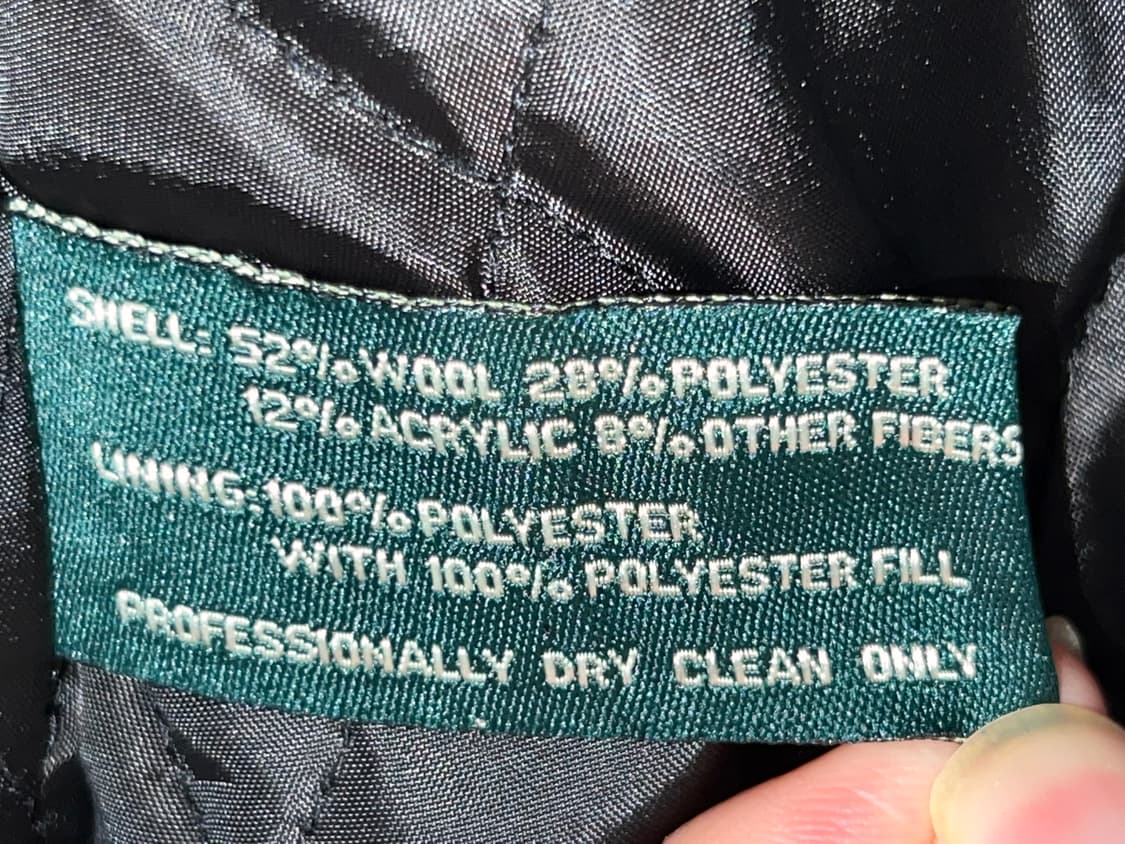 SHELL: 52% WOOL 28% POLYESTER
12% ACRYLIC 8% OTHER FIBERS
LINING: 100% POLYESTER
WITH 100% POLYESTER FILL
PROFESSIONALLY DRY CLEAN ONLY